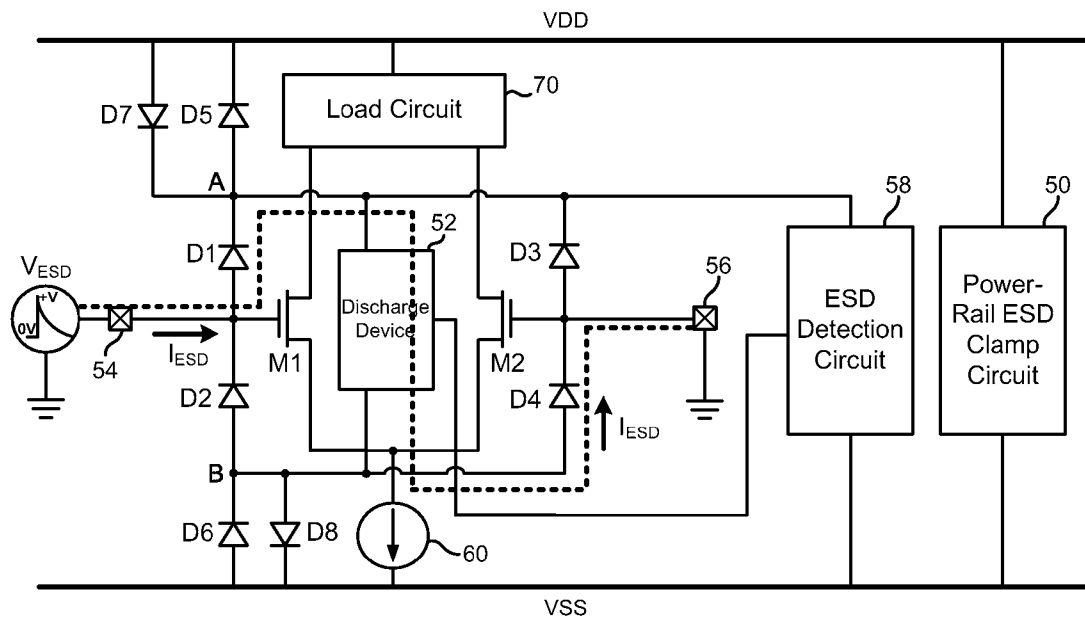 VDD
70
Load Circuit
D7
D5
A
58
50
52
D1
D3
56
VESD
+V
0V
Discharge
Device
ESD
Detection
Circuit
Power-
Rail ESD
Clamp
Circuit
54
IESD
M1
M2
D2
D4
IESD
B
D6
D8
60
VSS